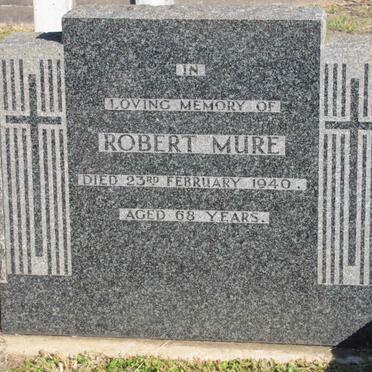 IN
LOVING MEMORY OF
ROBERT MURE
DIED 23RD FEBRUARY 1940.
AGED 68 YEARS.